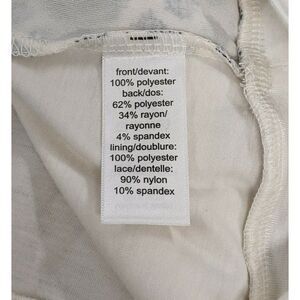 front/devant:
100% polyester
back/dos:
62% polyester
34% rayon/
rayonne
4% spandex
lining/doublure:
100% polyester
lace/dentelle:
90% nylon
10% spandex